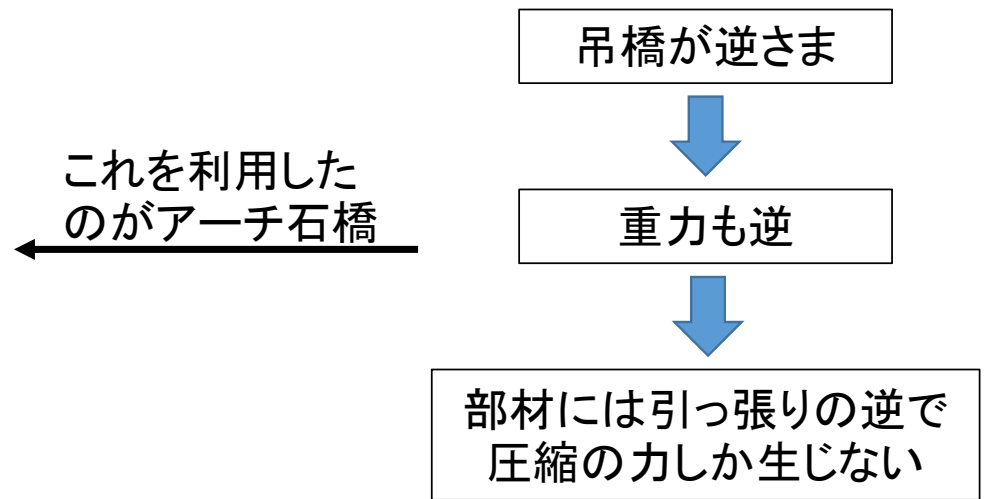 吊橋が逆さま
これを利用した
のがアーチ石橋
重力も逆
部材には引っ張りの逆で
圧縮の力しか生じない